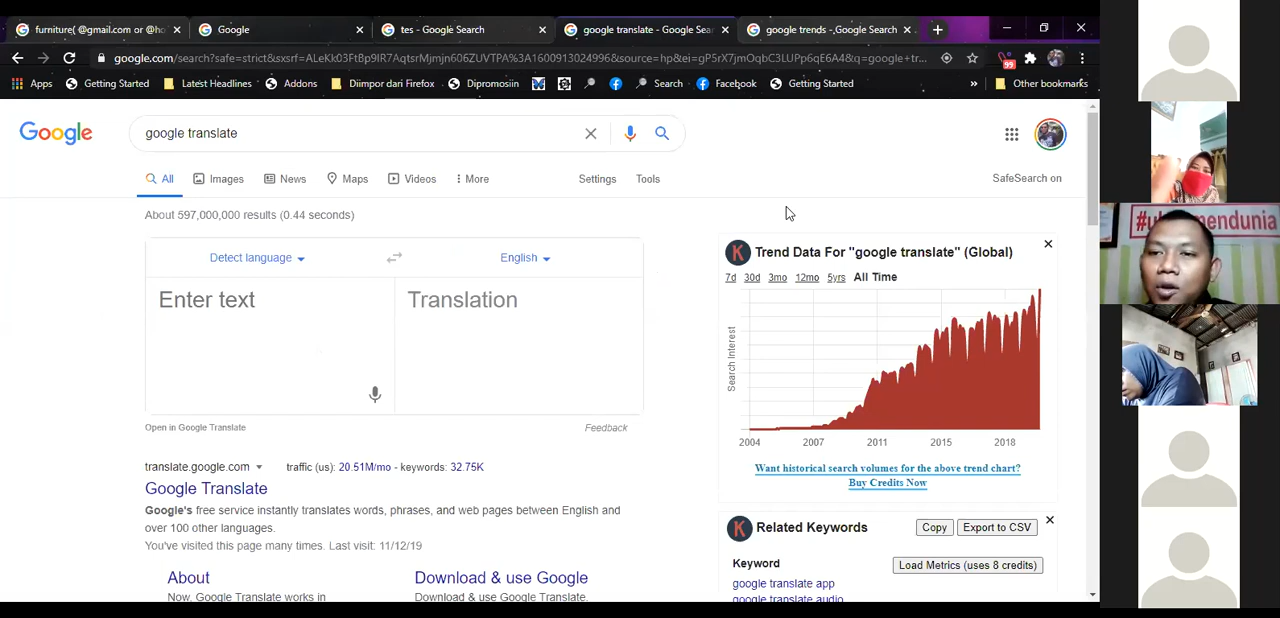 furniture( @gmail.com or @ho
Google
tes - Google Search
google translate - Google Sea
google trends -,Google Search
google.com/search?safe=strict&sxsrf=ALeKk03FtBp9lR7AqtsrMjmjn606ZUVTPA%3A1600913024996&source=hp&ei=gP5rX7jmOqbC3LUPp6qE6A4&q=google+tr...
99
Apps
Getting Started
Latest Headlines
Addons
Diimpor dari Firefox
Dipromosiin
Search
Facebook
Getting Started
»
Other bookmarks
Google
google translate
All
Images
News
Maps
Videos
More
Settings
Tools
SafeSearch on
About 597,000,000 results (0.44 seconds)
Detect language
English
Enter text
Translation
Open in Google Translate
Feedback
translate.google.com
traffic (us): 20.51M/mo - keywords: 32.75K
Google Translate
Google's free service instantly translates words, phrases, and web pages between English and
over 100 other languages.
You've visited this page many times. Last visit: 11/12/19
About
Now, Google Translate works in
Download & use Google
Download & use Google Translate.
K
Trend Data For "google translate" (Global)
7d 30d 3mo 12mo 5yrs All Time
Search Interest
2004 2007 2011 2015 2018
Want historical search volumes for the above trend chart?
Buy Credits Now
K
Related Keywords
Copy
Export to CSV
Keyword
Load Metrics (uses 8 credits)
google translate app
google translate audio